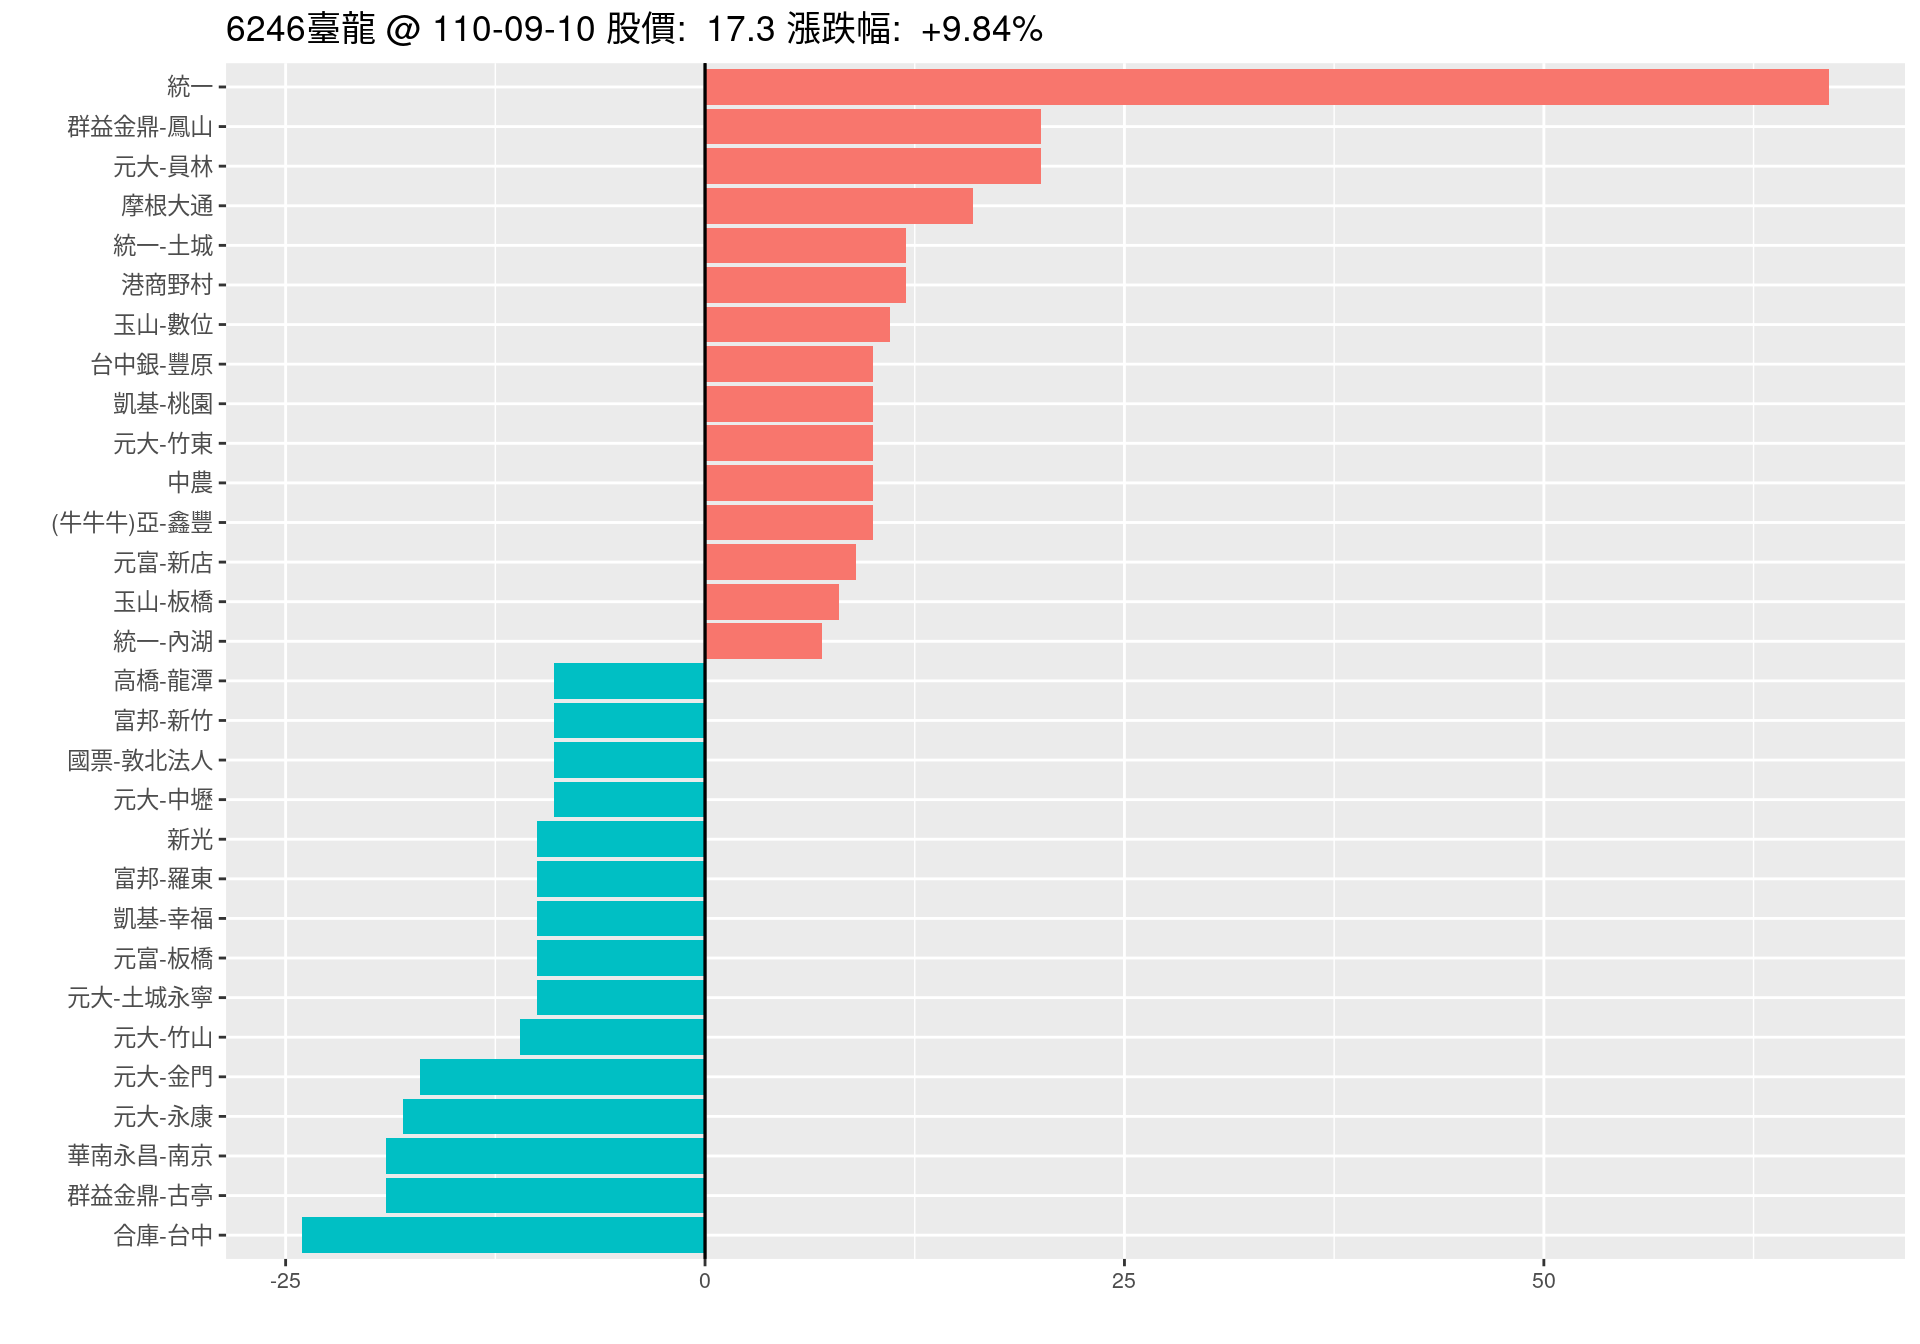 6246臺龍 @ 110-09-10 股價: 17.3 漲跌幅: +9.84%
統一
群益金鼎-鳳山
元大-員林
摩根大通
統一-土城
港商野村
玉山-數位
台中銀-豐原
凱基-桃園
元大-竹東
中農
(牛牛牛)亞-鑫豐
元富-新店
玉山-板橋
統一-內湖
高橋-龍潭
富邦-新竹
國票-敦北法人
元大-中壢
新光
富邦-羅東
凱基-幸福
元富-板橋
元大-土城永寧
元大-竹山
元大-金門
元大-永康
華南永昌-南京
群益金鼎-古亭
合庫-台中
-25 0 25 50